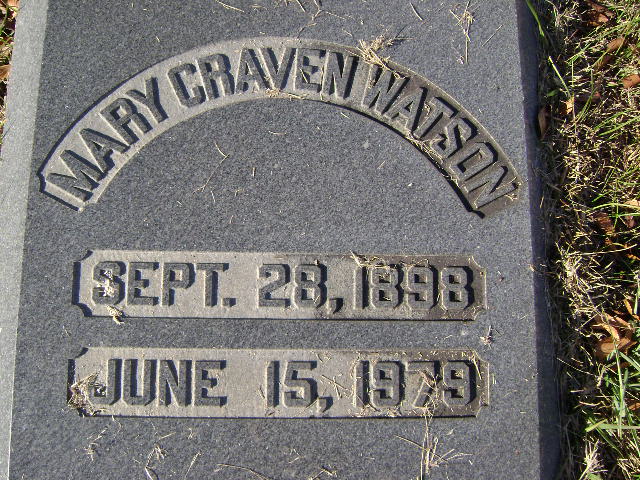 MARY CRAVEN WATSON
SEPT. 28, 1898
JUNE 15, 1979